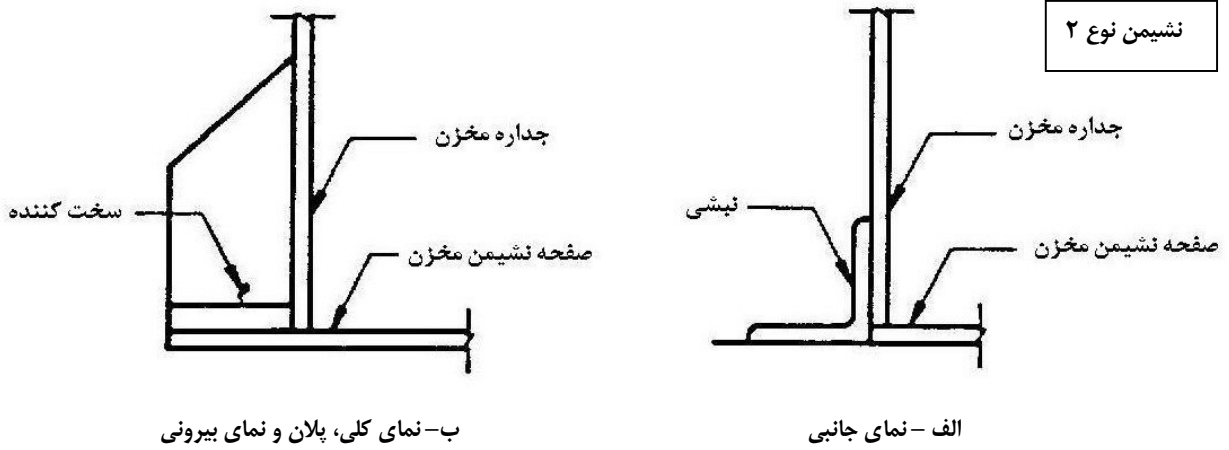 نشیمن نوع ۲
جداره مخزن
نبشی
صفحه نشیمن مخزن
الف – نمای جانبی
جداره مخزن
سخت کننده
صفحه نشیمن مخزن
ب– نمای کلی، پلان و نمای بیرونی